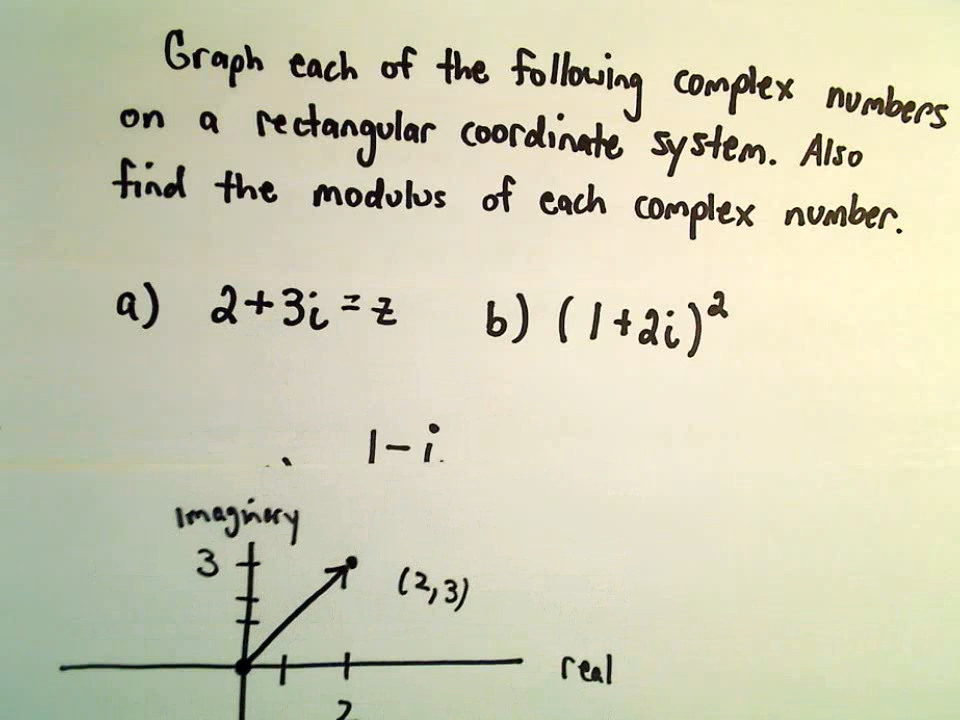 Graph each of the following complex numbers
on a rectangular coordinate system. Also
find the modulus of each complex number.
a) 2+3i = z b) (1+2i)²
1-i
Imaginery
3
(2,3)
real
2